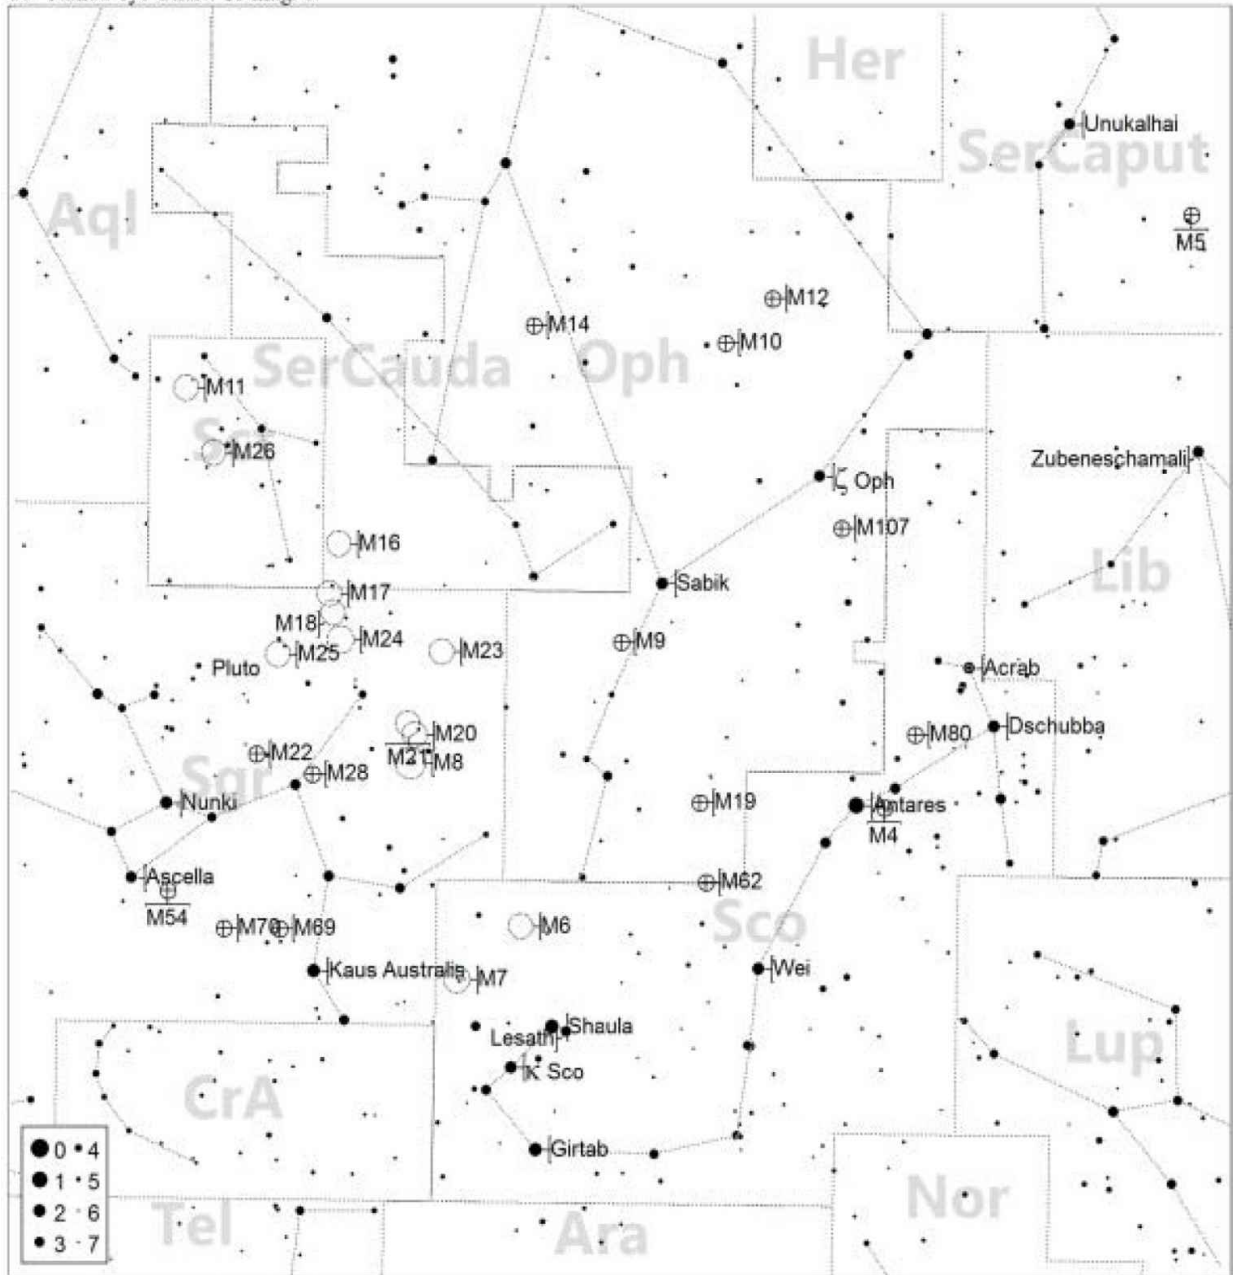 Her
Unukalhai
SerCaput
Aql
M5
M12
M14
M10
Oph
SerCauda
M11
Sct
M26
Zubeneschamali
ζ Oph
M107
M16
Lib
Sabik
M17
M18
M24
M9
M23
M25
Pluto
Acrab
Dschubba
M20
M80
M21
M22
M8
Sgr
M28
Nunki
M19
Antares
M4
Ascella
M62
M54
M70
M69
M6
Sco
Kaus Australis
M7
Wei
Shaula
Lesath
Lup
κ Sco
CrA
Girtab
0 4
1 5
2 6
3 7
Nor
Tel
Ara